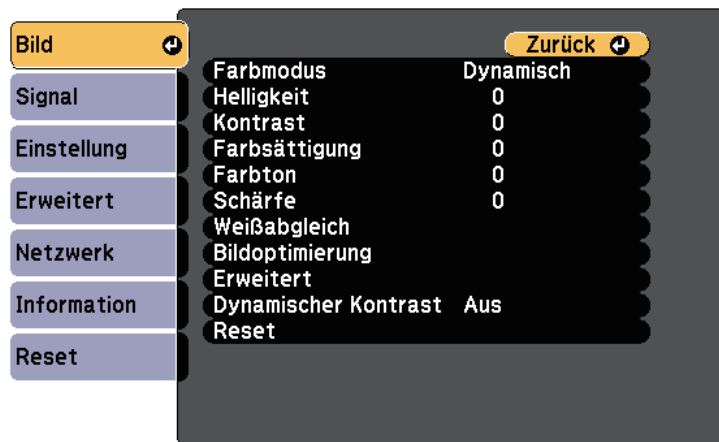 Bild
Signal
Einstellung
Erweitert
Netzwerk
Information
Reset
Zurück
Farbmodus Dynamisch
Helligkeit 0
Kontrast 0
Farbsättigung 0
Farbton 0
Schärfe 0
Weißabgleich
Bildoptimierung
Erweitert
Dynamischer Kontrast Aus
Reset